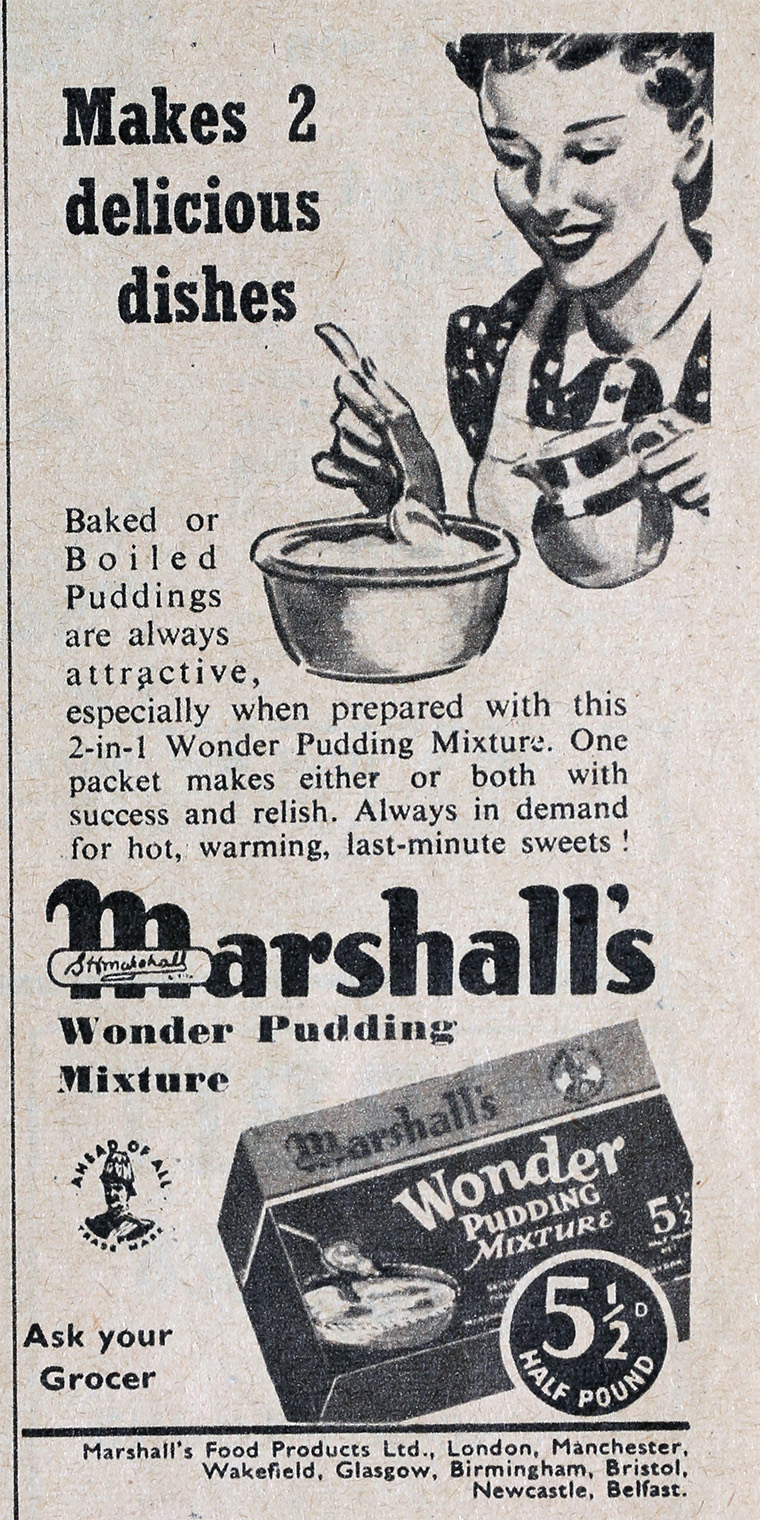 Makes 2
delicious
dishes
Baked or
Boiled
Puddings
are always
attractive,
especially when prepared with this
2-in-1 Wonder Pudding Mixture. One
packet makes either or both with
success and relish. Always in demand
for hot, warming, last-minute sweets !
Marshall's
Wonder Pudding
Mixture
AHEAD OF ALL
TRADE MARK
Ask your
Grocer
Marshall's
Wonder
PUDDING
MIXTURE
5½
5½D
HALF POUND
Marshall's Food Products Ltd., London, Manchester,
Wakefield, Glasgow, Birmingham, Bristol,
Newcastle, Belfast.